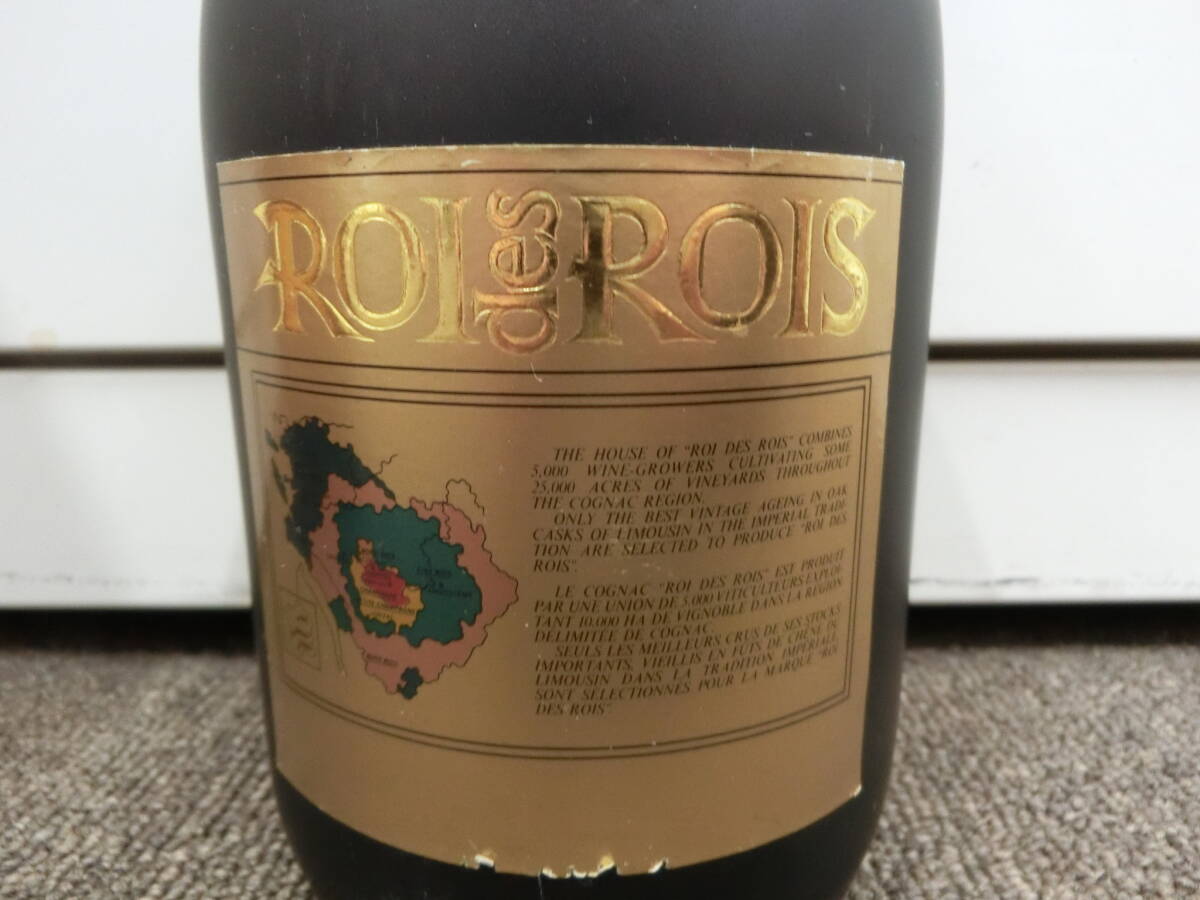 ROI des ROIS
THE HOUSE OF "ROI DES ROIS" COMBINES
5,000 WINE-GROWERS CULTIVATING SOME
25,000 ACRES OF VINEYARDS THROUGHOUT
THE COGNAC REGION.
ONLY THE BEST VINTAGE AGEING IN OAK
CASKS OF LIMOUSIN IN THE IMPERIAL TRADI-
TION ARE SELECTED TO PRODUCE "ROI DES
ROIS".
LE COGNAC "ROI DES ROIS" EST PRODUIT
PAR UNE UNION DE 5.000 VITICULTEURS EXPLOI-
TANT 10.000 HA DE VIGNOBLE DANS LA REGION
DELIMITEE DE COGNAC.
SEULS LES MEILLEURS CRUS DE SES STOCKS
IMPORTANTS, VIEILLIS EN FUTS DE CHÊNE DU
LIMOUSIN DANS LA TRADITION IMPERIALE,
SONT SELECTIONNES POUR LA MARQUE "ROI
DES ROIS".